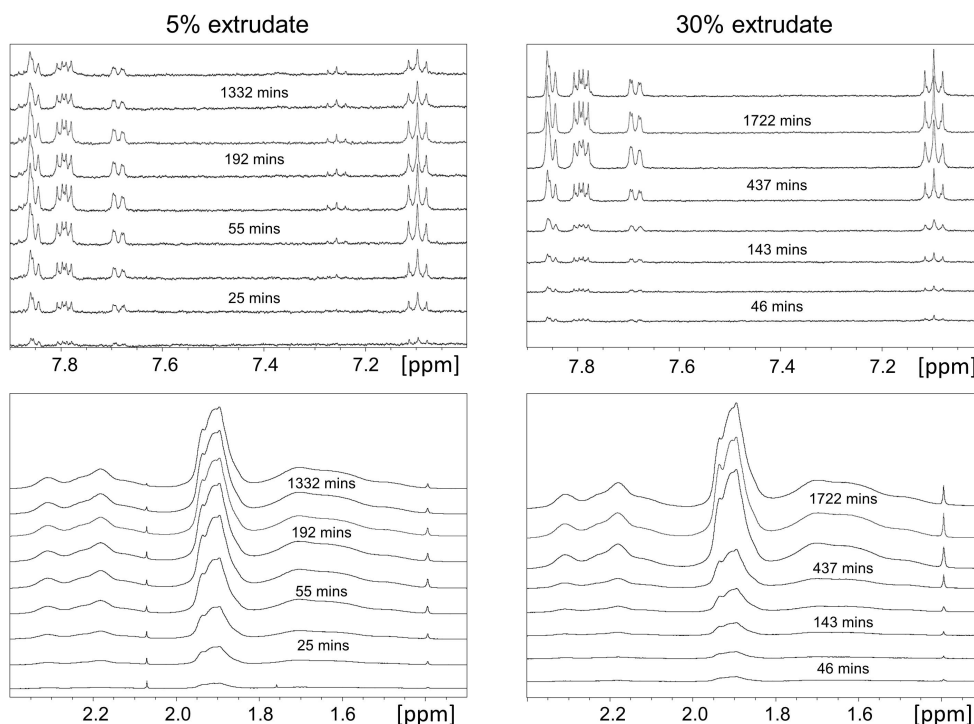 5% extrudate
30% extrudate
1332 mins
192 mins
55 mins
25 mins
7.8 7.6 7.4 7.2 [ppm]
1722 mins
437 mins
143 mins
46 mins
7.8 7.6 7.4 7.2 [ppm]
1332 mins
192 mins
55 mins
25 mins
2.2 2.0 1.8 1.6 [ppm]
1722 mins
437 mins
143 mins
46 mins
2.2 2.0 1.8 1.6 [ppm]